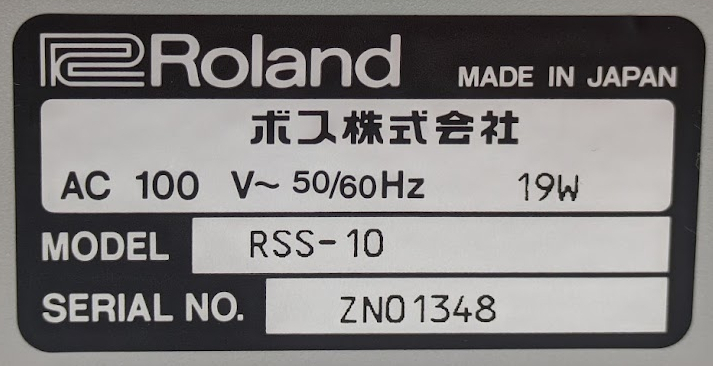 Roland MADE IN JAPAN
ボス株式会社
AC 100 V~ 50/60Hz 19W
MODEL RSS-10
SERIAL NO. ZN01348